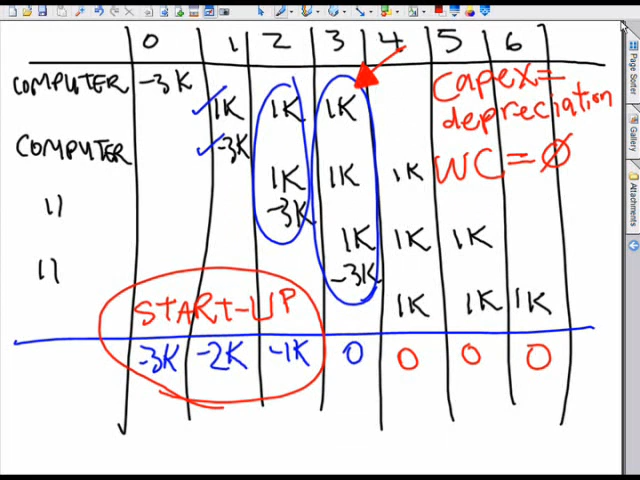 0 1 2 3 4 5 6
COMPUTER -3K
1K 1K 1K
Capex =
depreciation
COMPUTER -3K
WC = Ø
1K 1K 1K
11 -3K
1K 1K 1K
11 -3K
START-UP 1K 1K 1K
-3K -2K -1K 0 0 0 0
Page Sorter
Gallery
Attachments